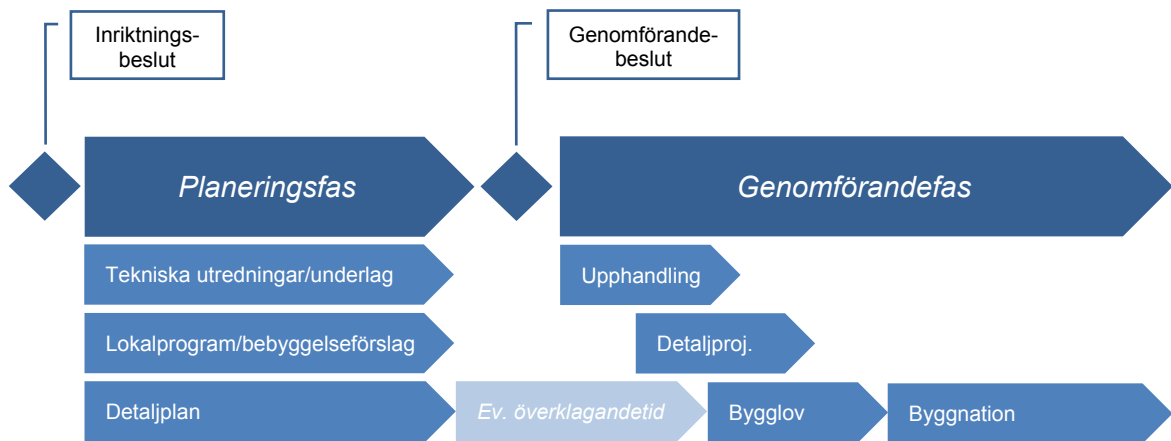 Inriktnings-
beslut
Genomförande-
beslut
Planeringsfas
Genomförandefas
Tekniska utredningar/underlag
Upphandling
Lokalprogram/bebyggelseförslag
Detaljproj.
Detaljplan
Ev. överklagandetid
Bygglov
Byggnation